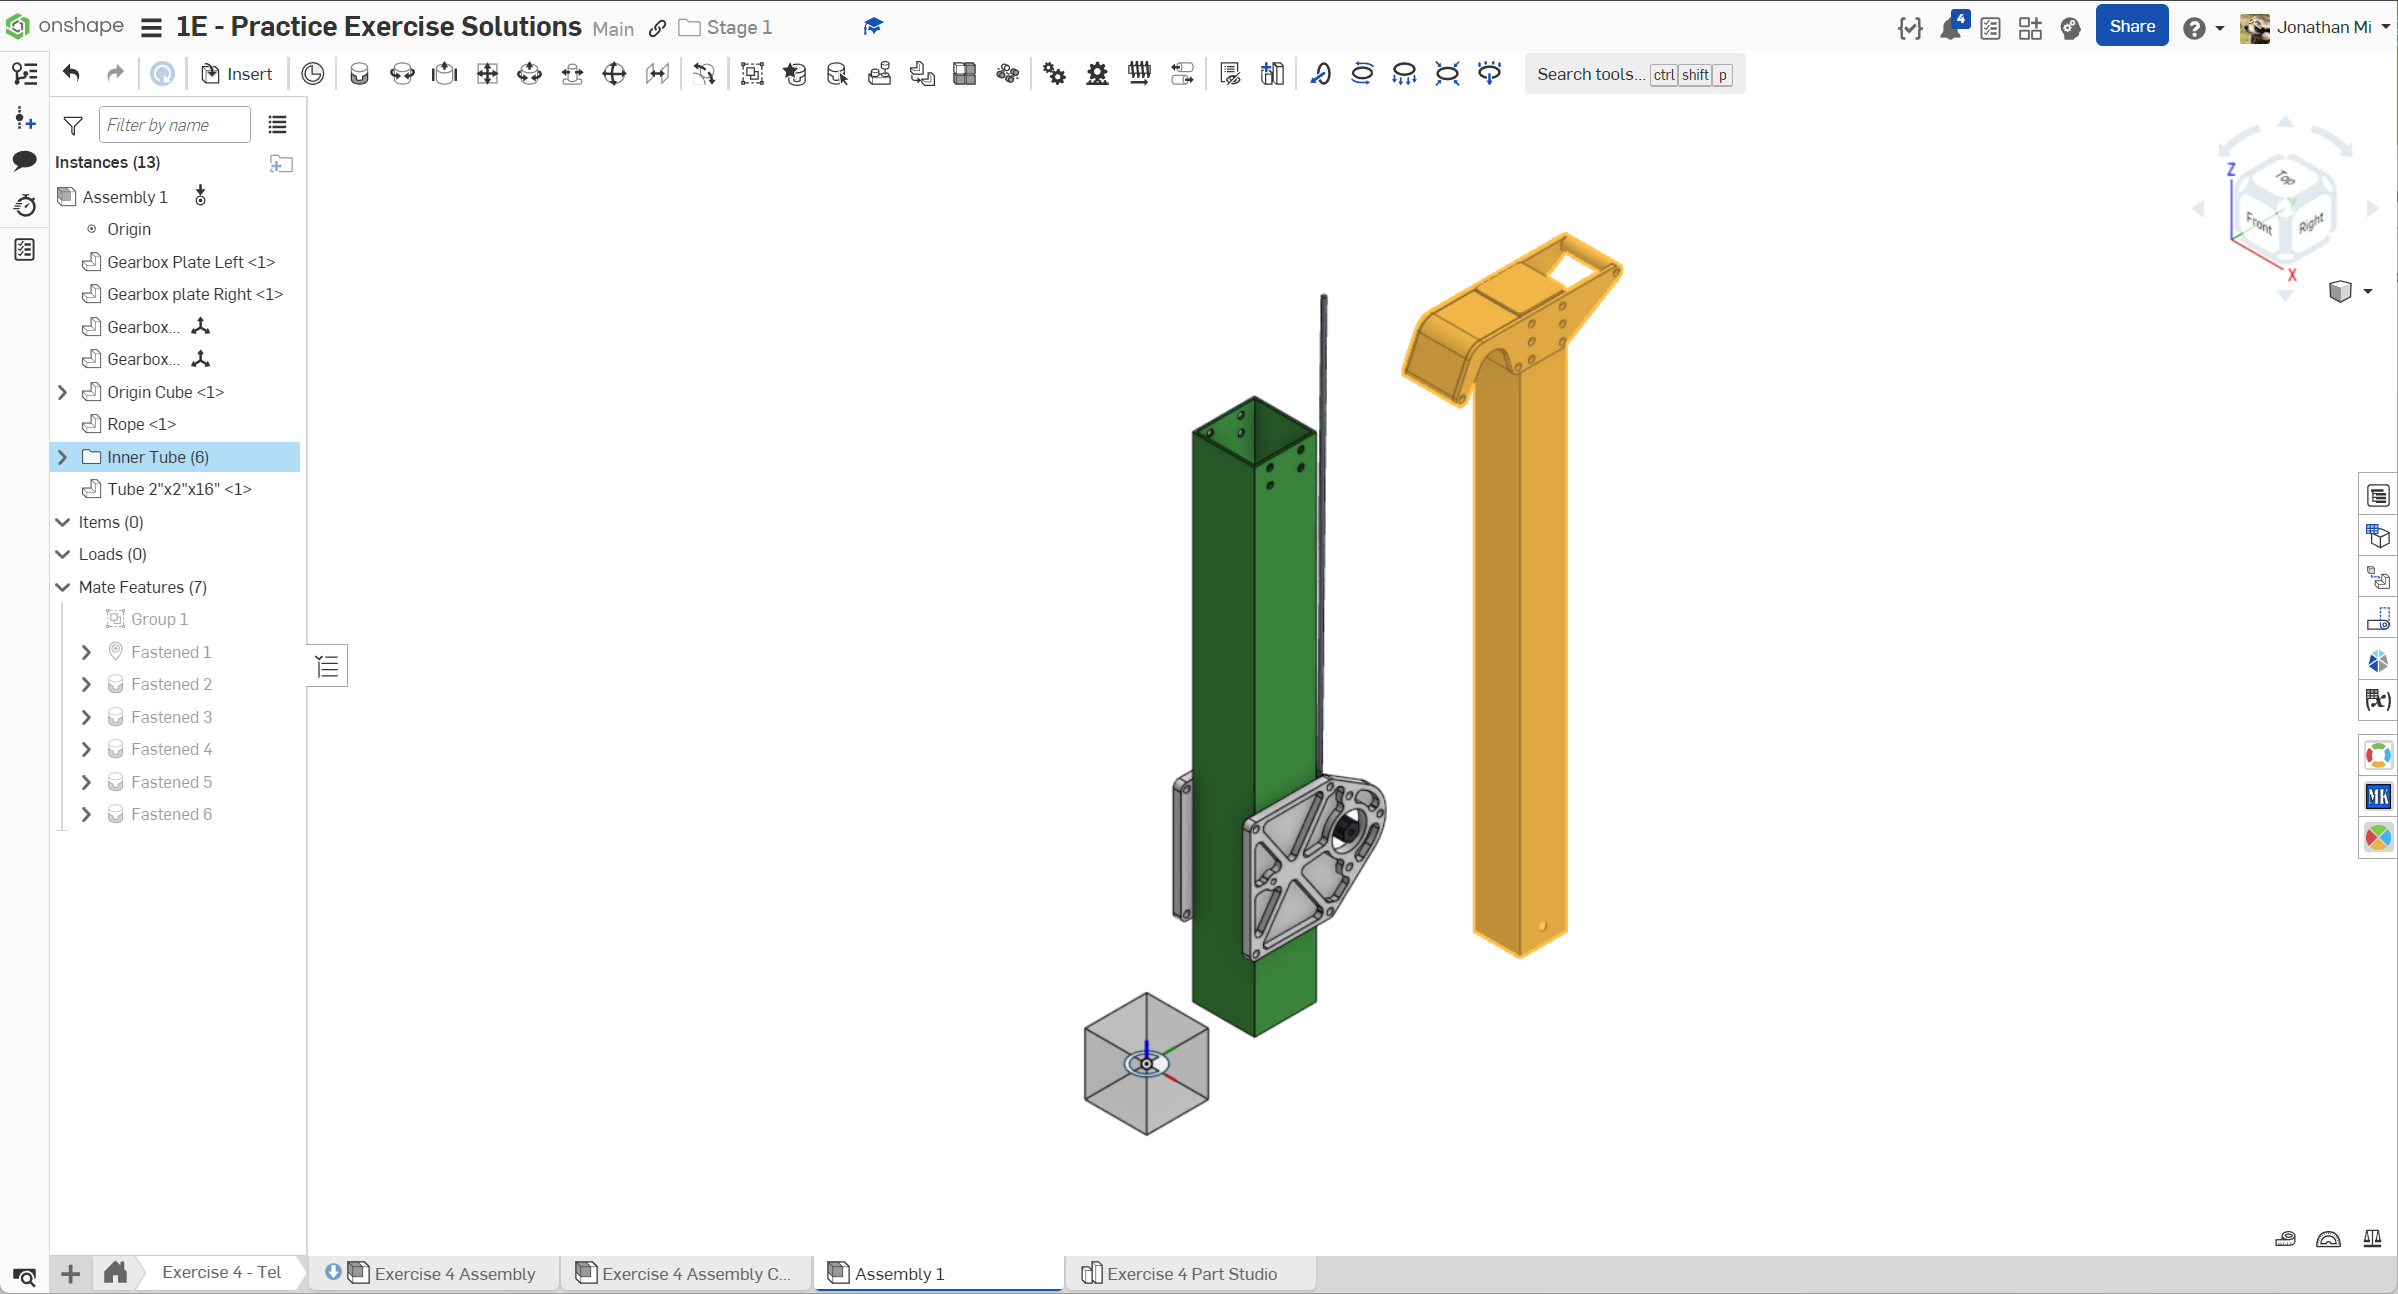 onshape 1E - Practice Exercise Solutions Main Stage 1 4 Share Jonathan Mi
Insert Search tools... ctrl shift p
Filter by name
Instances (13)
Assembly 1
Origin
Gearbox Plate Left <1>
Gearbox plate Right <1>
Gearbox...
Gearbox...
Origin Cube <1>
Rope <1>
Inner Tube (6)
Tube 2"x2"x16" <1>
Items (0)
Loads (0)
Mate Features (7)
Group 1
Fastened 1
Fastened 2
Fastened 3
Fastened 4
Fastened 5
Fastened 6
Z
Top
Y
Front Right
X
(x)
MK
Exercise 4 - Tel Exercise 4 Assembly Exercise 4 Assembly C... Assembly 1 Exercise 4 Part Studio